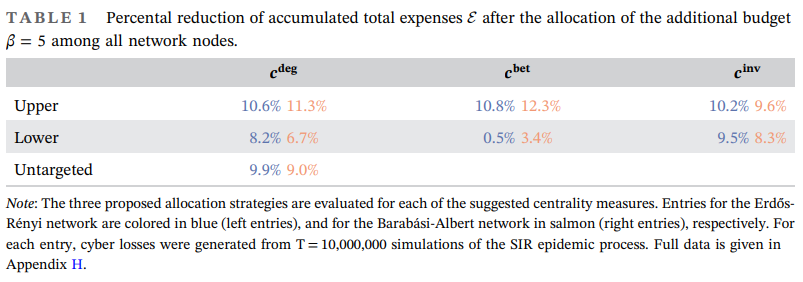 TABLE 1 Percental reduction of accumulated total expenses ℰ after the allocation of the additional budget
β = 5 among all network nodes.
c^deg c^bet c^inv
Upper 10.6% 11.3% 10.8% 12.3% 10.2% 9.6%
Lower 8.2% 6.7% 0.5% 3.4% 9.5% 8.3%
Untargeted 9.9% 9.0%
Note: The three proposed allocation strategies are evaluated for each of the suggested centrality measures. Entries for the Erdős-
Rényi network are colored in blue (left entries), and for the Barabási-Albert network in salmon (right entries), respectively. For
each entry, cyber losses were generated from T = 10,000,000 simulations of the SIR epidemic process. Full data is given in
Appendix H.